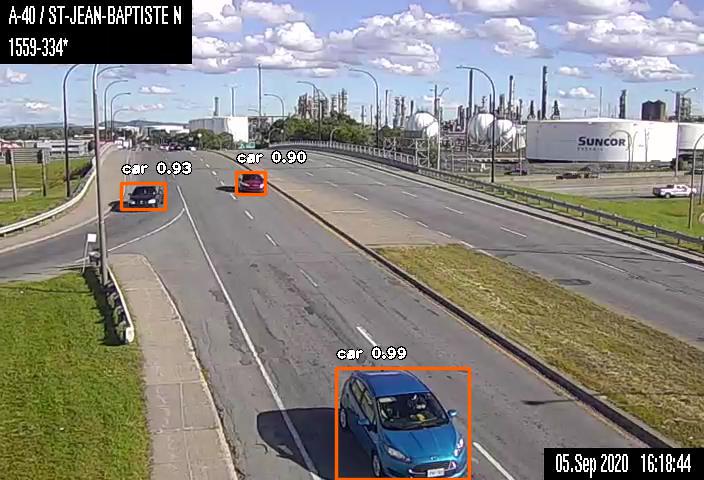 A-40 / ST-JEAN-BAPTISTE N
1559-334*
car 0.93
car 0.90
SUNCOR
car 0.99
05.Sep 2020 16:18:44